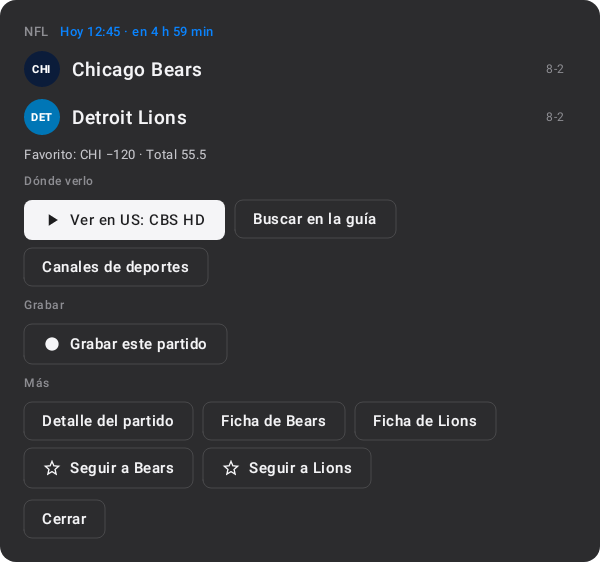 NFL Hoy 12:45 · en 4 h 59 min
CHI Chicago Bears 8-2
DET Detroit Lions 8-2
Favorito: CHI −120 · Total 55.5
Dónde verlo
Ver en US: CBS HD Buscar en la guía
Canales de deportes
Grabar
Grabar este partido
Más
Detalle del partido Ficha de Bears Ficha de Lions
Seguir a Bears Seguir a Lions
Cerrar